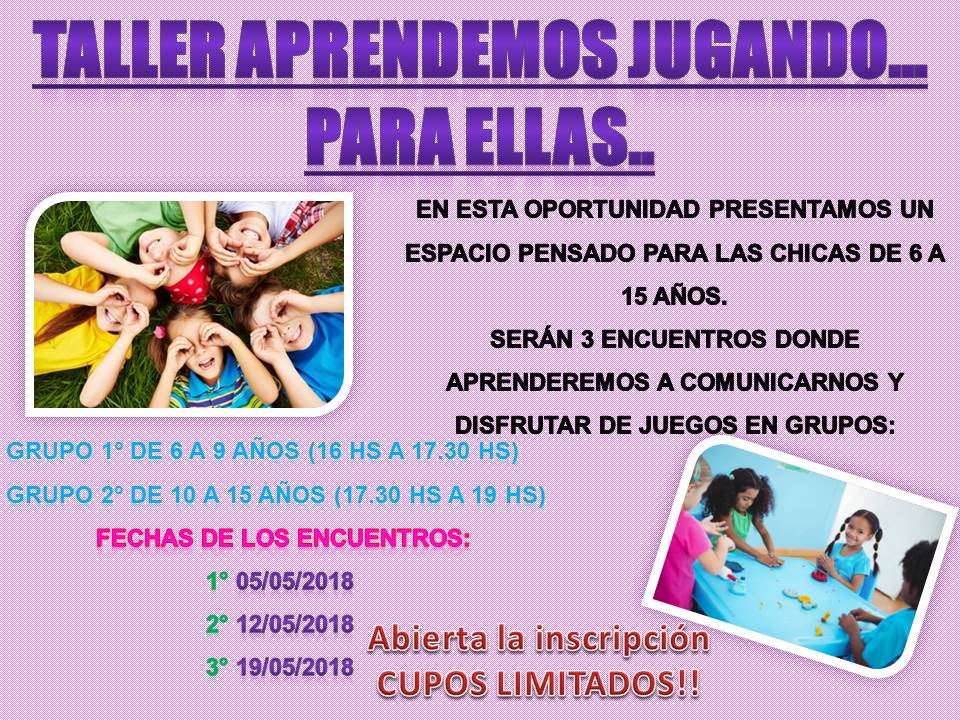 TALLER APRENDEMOS JUGANDO...
PARA ELLAS..
EN ESTA OPORTUNIDAD PRESENTAMOS UN
ESPACIO PENSADO PARA LAS CHICAS DE 6 A
15 AÑOS.
SERÁN 3 ENCUENTROS DONDE
APRENDEREMOS A COMUNICARNOS Y
DISFRUTAR DE JUEGOS EN GRUPOS:
GRUPO 1° DE 6 A 9 AÑOS (16 HS A 17.30 HS)
GRUPO 2° DE 10 A 15 AÑOS (17.30 HS A 19 HS)
FECHAS DE LOS ENCUENTROS:
1° 05/05/2018
2° 12/05/2018
3° 19/05/2018
Abierta la inscripción
CUPOS LIMITADOS!!